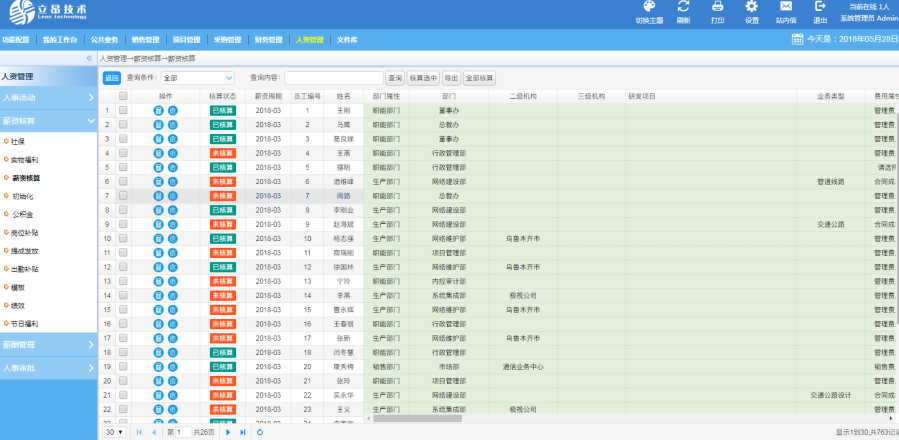 立昂技术
Leon technology
切换主题 刷新 打印 设置 站内信 退出
当前在线 1人
系统管理员 Admin
功能配置 我的工作台 公共业务 销售管理 项目管理 采购管理 财务管理 人资管理 文件库
今天是：2018年05月28日
人资管理
人事活动
薪资核算
社保
实物福利
薪资核算
初始化
公积金
岗位补贴
提成发放
出勤补贴
模板
绩效
节日福利
薪酬管理
人事审批
人资管理→薪资核算→薪资核算
返回 查询条件： 全部 查询内容： 查询 核算选中 导出 全部核算
操作 核算状态 薪资周期 员工编号 姓名 部门属性 部门 二级机构 三级机构 研发项目 业务类型 费用属性
1 已核算 2018-03 1 王刚 职能部门 董事办 管理费
2 已核算 2018-03 2 马鹰 职能部门 总裁办 管理费
3 已核算 2018-03 3 葛良娣 职能部门 董事办 管理费
4 未核算 2018-03 4 王燕 职能部门 行政管理部 管理费
5 已核算 2018-03 5 摆明 职能部门 行政管理部 请选择
6 未核算 2018-03 6 酒维峰 生产部门 网络建设部 管道线路 合同成
7 未核算 2018-03 7 周路 职能部门 总裁办 管理费
8 已核算 2018-03 8 李刚业 生产部门 网络建设部 管理费
9 未核算 2018-03 9 赵海珺 生产部门 网络建设部 交通公路 合同成
10 已核算 2018-03 10 杨志强 生产部门 网络维护部 乌鲁木齐市 管理费
11 未核算 2018-03 11 商瑞刚 职能部门 项目管理部 管理费
12 已核算 2018-03 12 徐国林 生产部门 网络维护部 乌鲁木齐市 管理费
13 未核算 2018-03 13 宁玲 职能部门 内控审计部 管理费
14 未核算 2018-03 14 李燕 生产部门 系统集成部 极视公司 管理费
15 未核算 2018-03 15 曹永辉 生产部门 网络维护部 乌鲁木齐市 管理费
16 未核算 2018-03 16 王春丽 职能部门 行政管理部 管理费
17 未核算 2018-03 17 张新 生产部门 网络维护部 乌鲁木齐市 管理费
18 已核算 2018-03 18 闫冬慧 职能部门 行政管理部 管理费
19 已核算 2018-03 20 康秀梅 销售部门 市场部 通信业务中心 销售费
20 未核算 2018-03 21 张玲 职能部门 项目管理部 管理费
21 未核算 2018-03 22 吴永华 生产部门 网络建设部 交通公路设计 合同成
22 未核算 2018-03 23 王义 生产部门 系统集成部 极视公司 管理费
30 第 1 共26页
显示1到30,共763记录